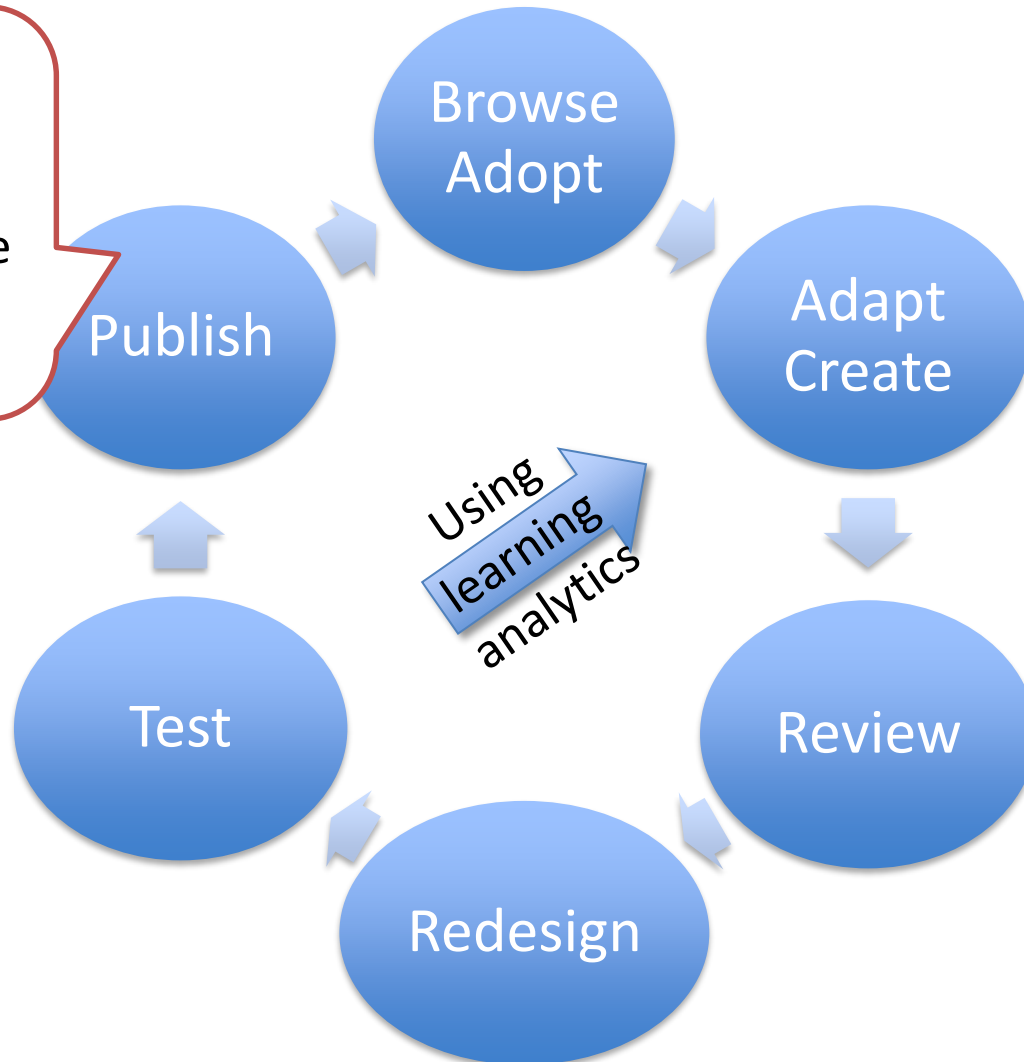 Browse
Adopt
Adapt
Create
Review
Redesign
Test
Publish
Using
learning
analytics